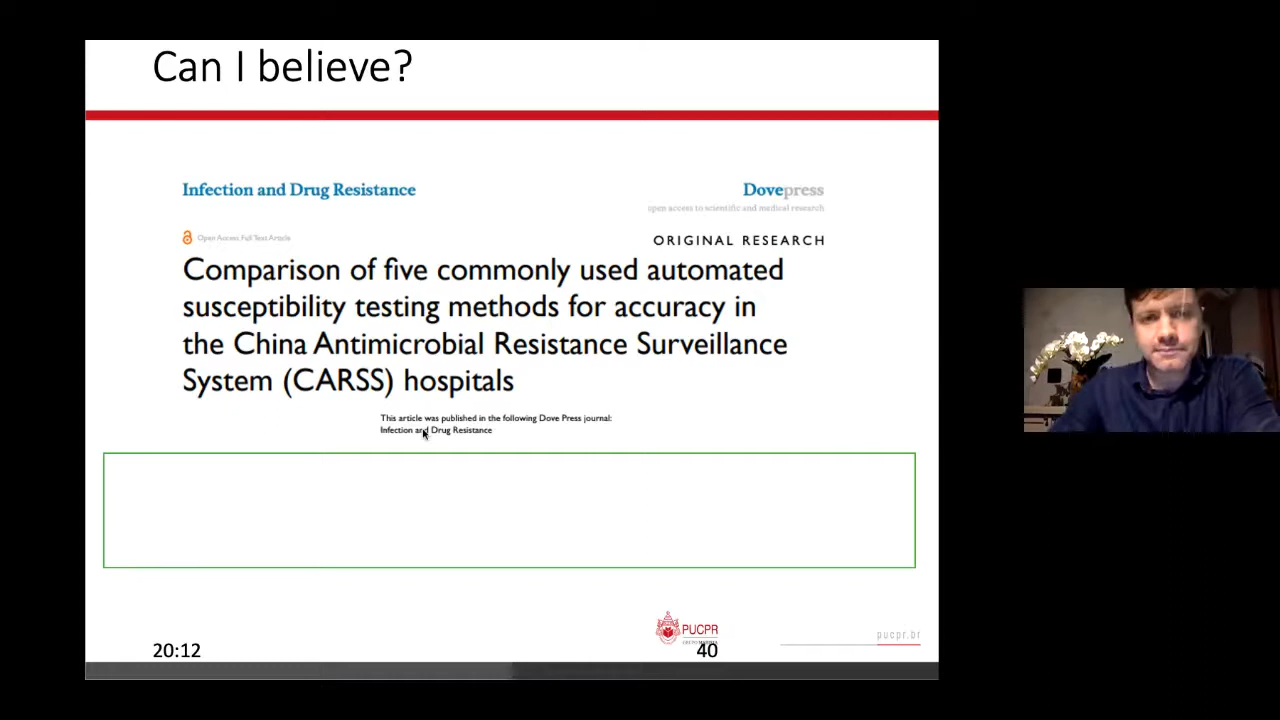 Can I believe?
Infection and Drug Resistance
Dovepress
open access to scientific and medical research
Open Access Full Text Article
ORIGINAL RESEARCH
Comparison of five commonly used automated
susceptibility testing methods for accuracy in
the China Antimicrobial Resistance Surveillance
System (CARSS) hospitals
This article was published in the following Dove Press journal:
Infection and Drug Resistance
PUCPR
pucpr.br
20:12
40